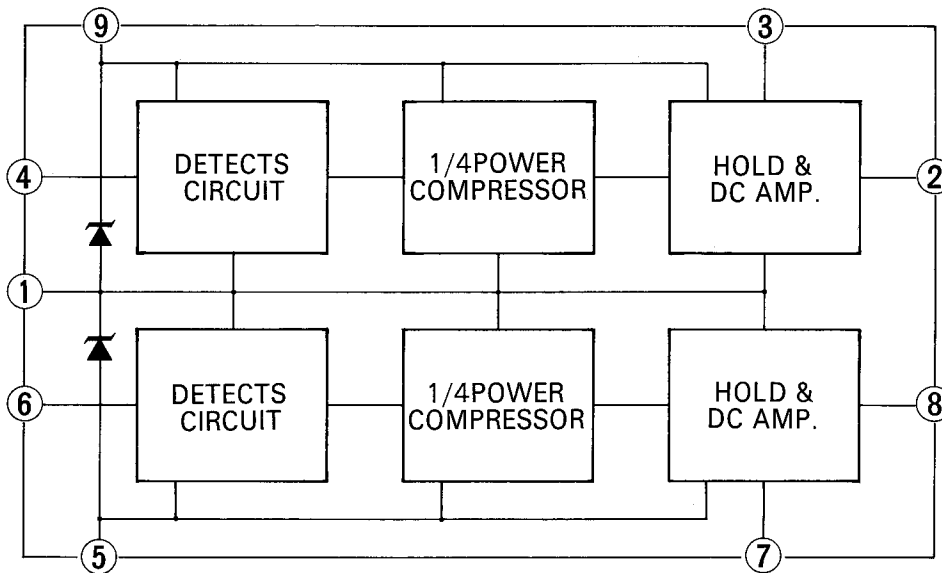 9
3
4
DETECTS
CIRCUIT
1/4POWER
COMPRESSOR
HOLD &
DC AMP.
2
1
6
DETECTS
CIRCUIT
1/4POWER
COMPRESSOR
HOLD &
DC AMP.
8
5
7